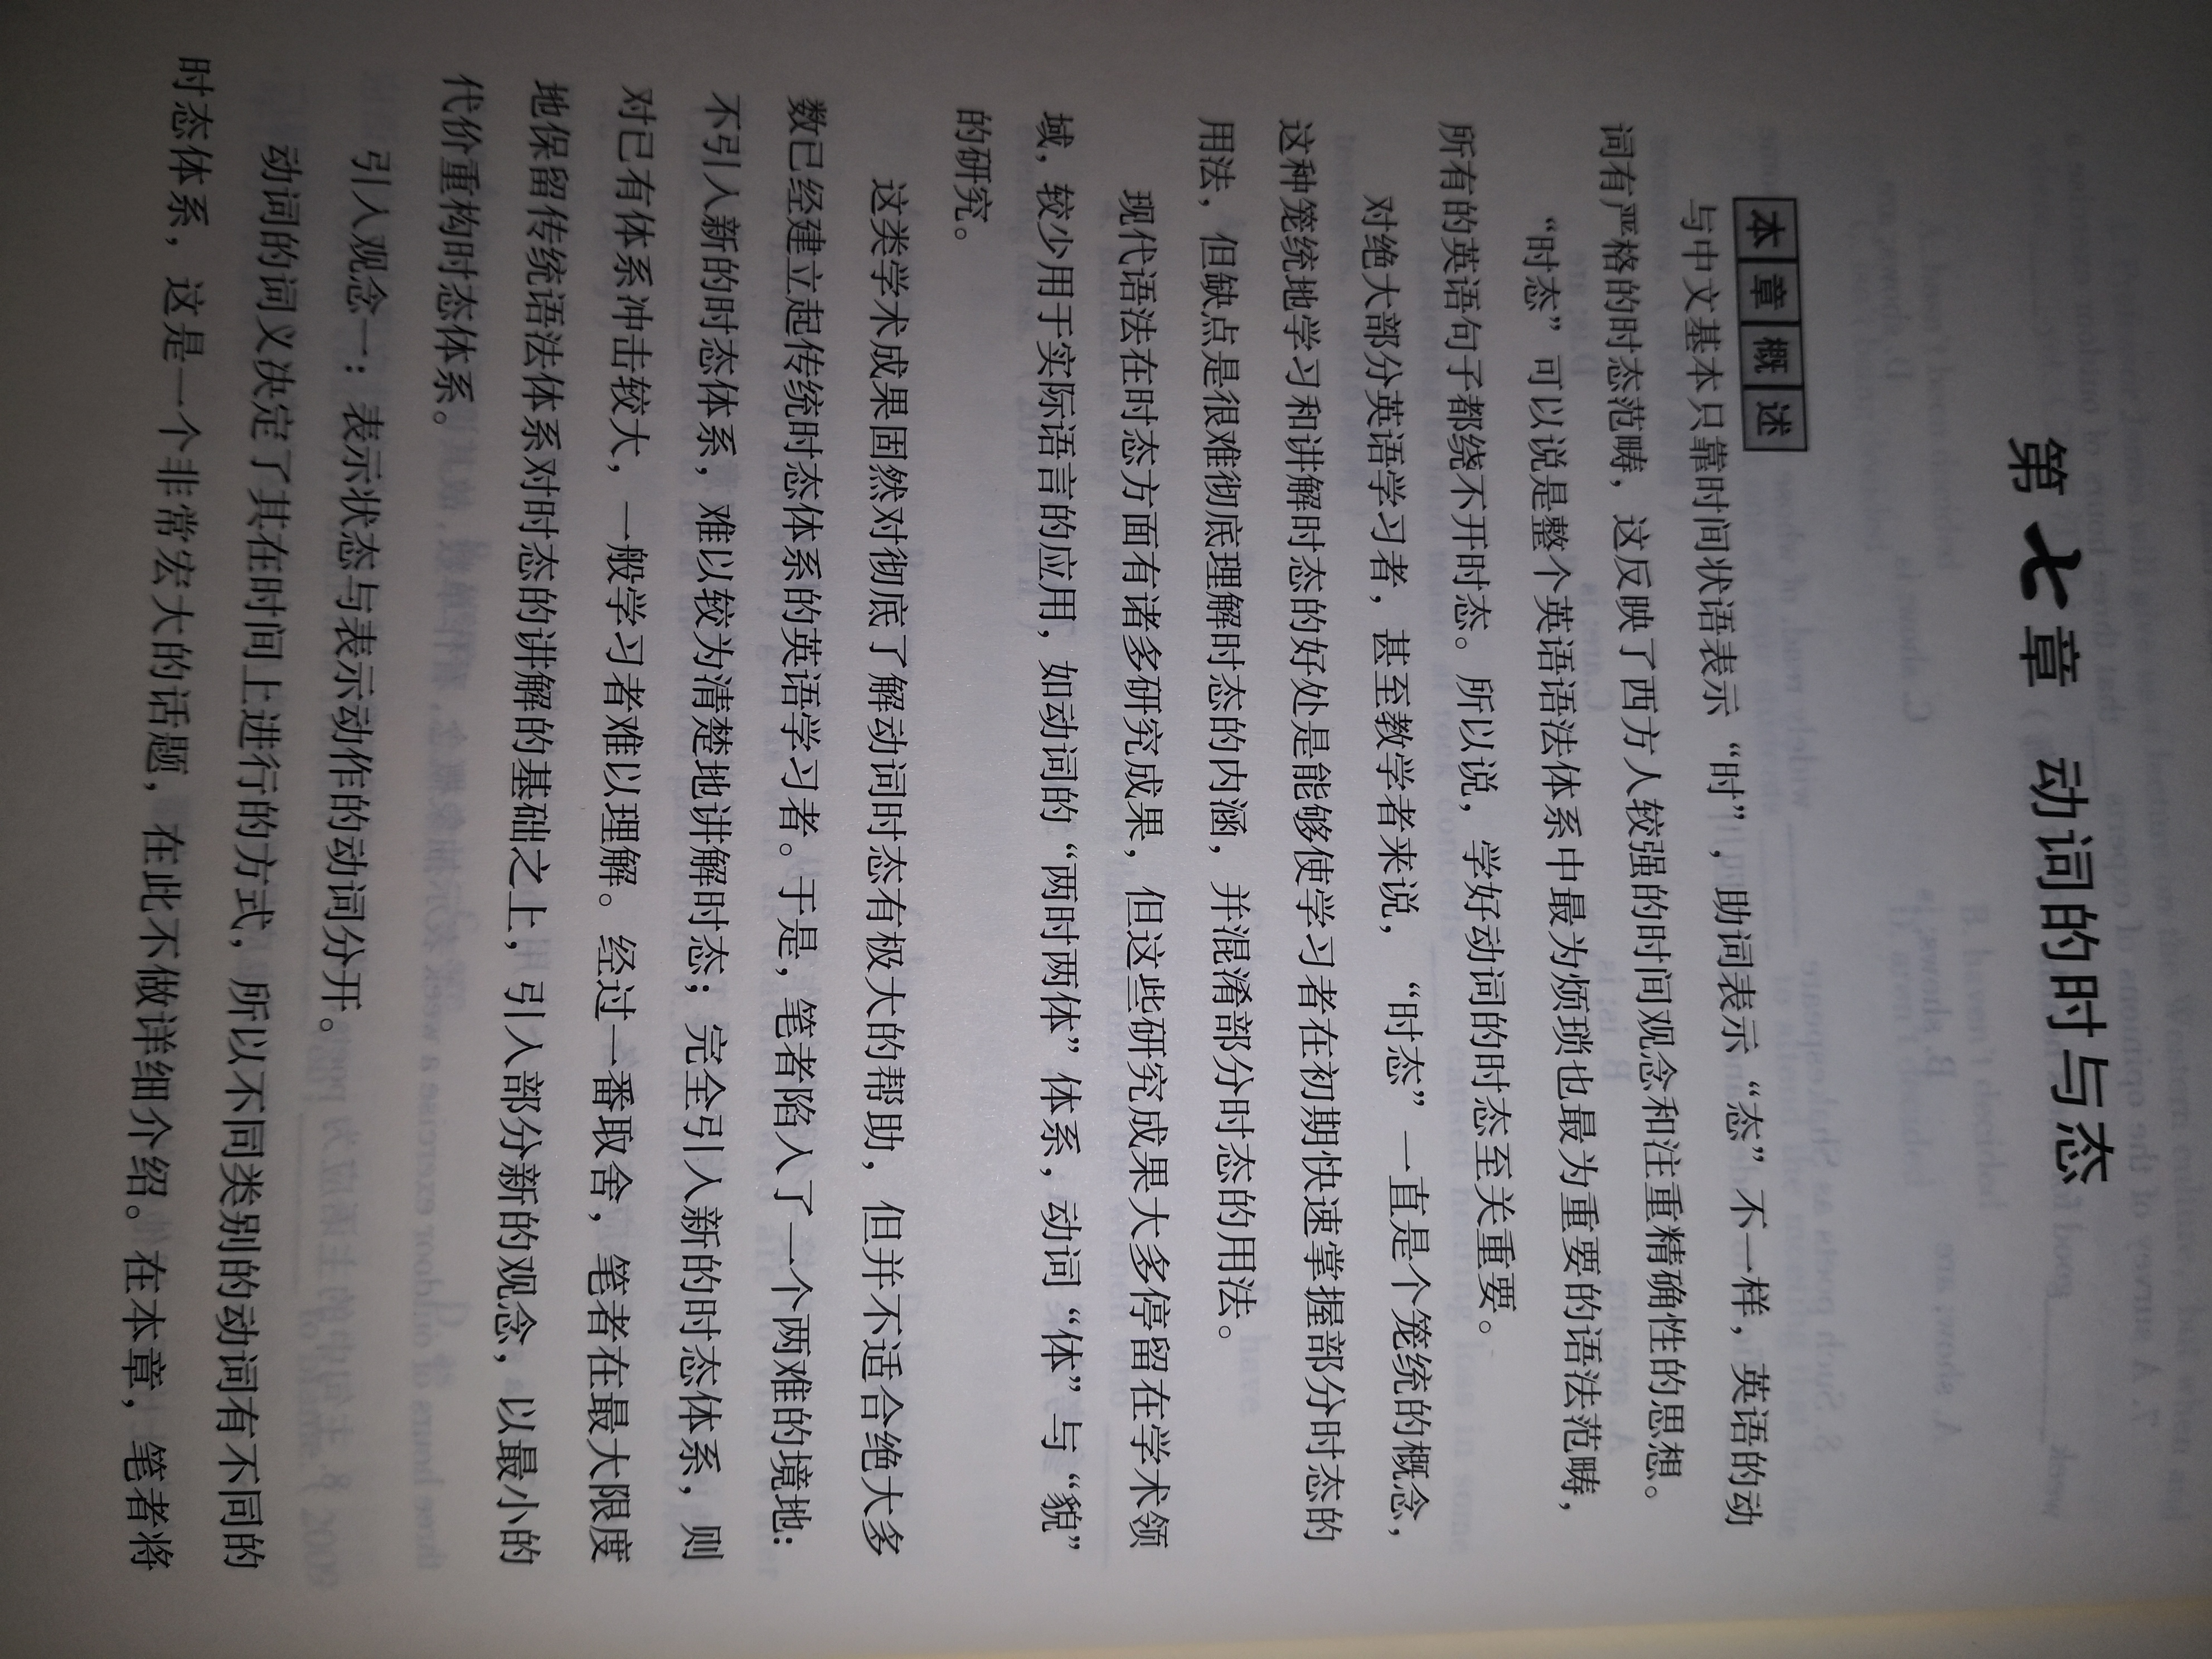 第七章 动词的时与态
本章概述
与中文基本只靠时间状语表示“时”，助词表示“态”不一样，英语的动
词有严格的时态范畴，这反映了西方人较强的时间观念和注重精确性的思想。
“时态”可以说是整个英语语法体系中最为烦琐也最为重要的语法范畴，
所有的英语句子都绕不开时态。所以说，学好动词的时态至关重要。
对绝大部分英语学习者，甚至教学者来说，“时态”一直是个笼统的概念，
这种笼统地学习和讲解时态的好处是能够使学习者在初期快速掌握部分时态的
用法，但缺点是很难彻底理解时态的内涵，并混淆部分时态的用法。
现代语法在时态方面有诸多研究成果，但这些研究成果大多停留在学术领
域，较少用于实际语言的应用，如动词的“两时两体”体系，动词“体”与“貌”
的研究。
这类学术成果固然对彻底了解动词时态有极大的帮助，但并不适合绝大多
数已经建立起传统时态体系的英语学习者。于是，笔者陷入了一个两难的境地：
不引入新的时态体系，难以较为清楚地讲解时态；完全引入新的时态体系，则
对已有体系冲击较大，一般学习者难以理解。经过一番取舍，笔者在最大限度
地保留传统语法体系对时态的讲解的基础之上，引入部分新的观念，以最小的
代价重构时态体系。
引入观念一：表示状态与表示动作的动词分开。
动词的词义决定了其在时间上进行的方式，所以不同类别的动词有不同的
时态体系，这是一个非常宏大的话题，在此不做详细介绍。在本章，笔者将